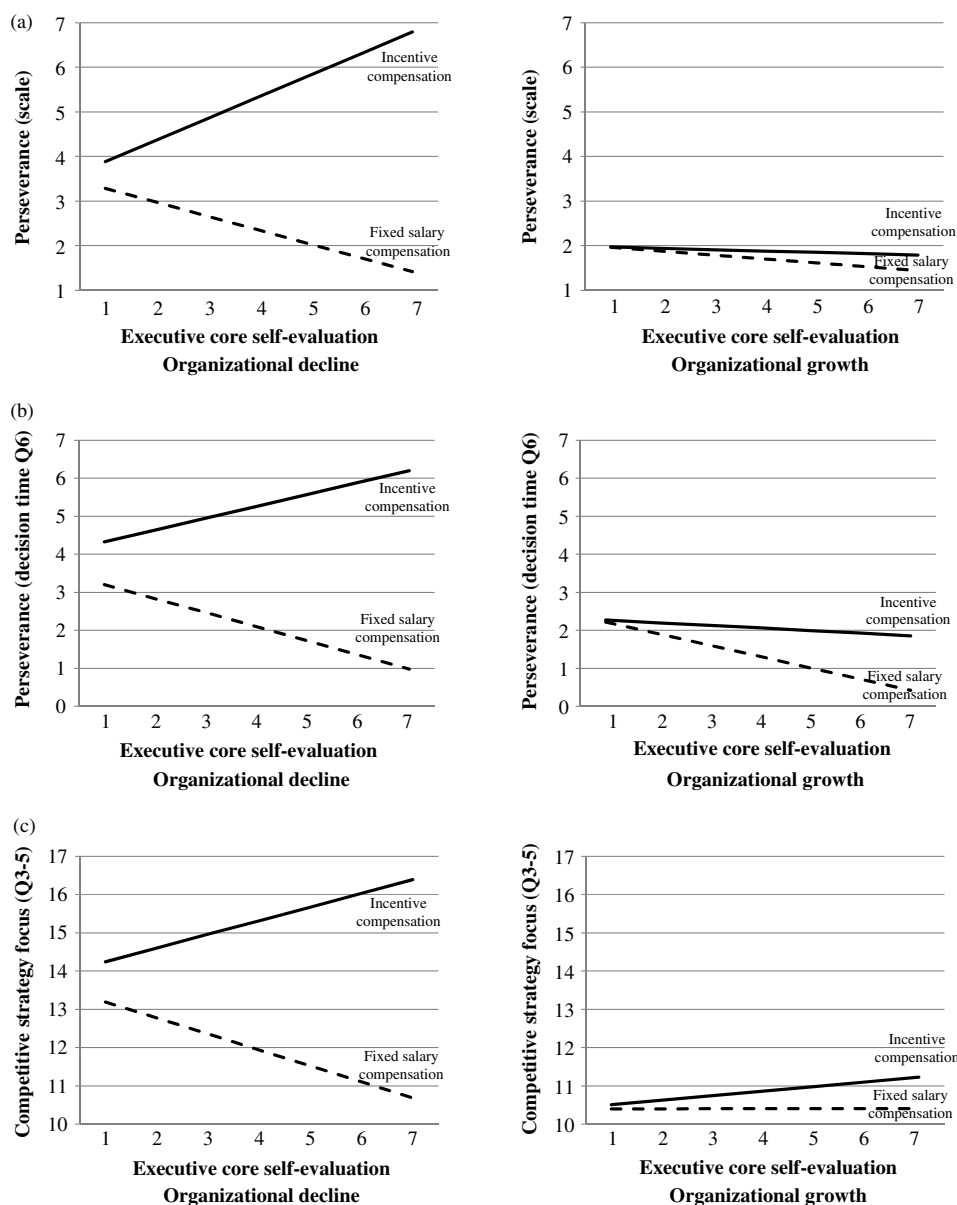 (a)
Perseverance (scale)
7
6
5
4
3
2
1
Incentive
compensation
Fixed salary
compensation
1 2 3 4 5 6 7
Executive core self-evaluation
Organizational decline
Perseverance (scale)
7
6
5
4
3
2
1
Incentive
compensation
Fixed salary
compensation
1 2 3 4 5 6 7
Executive core self-evaluation
Organizational growth
(b)
Perseverance (decision time Q6)
7
6
5
4
3
2
1
0
Incentive
compensation
Fixed salary
compensation
1 2 3 4 5 6 7
Executive core self-evaluation
Organizational decline
Perseverance (decision time Q6)
7
6
5
4
3
2
1
0
Incentive
compensation
Fixed salary
compensation
1 2 3 4 5 6 7
Executive core self-evaluation
Organizational growth
(c)
Competitive strategy focus (Q3-5)
17
16
15
14
13
12
11
10
Incentive
compensation
Fixed salary
compensation
1 2 3 4 5 6 7
Executive core self-evaluation
Organizational decline
Competitive strategy focus (Q3-5)
17
16
15
14
13
12
11
10
Incentive
compensation
Fixed salary
compensation
1 2 3 4 5 6 7
Executive core self-evaluation
Organizational growth